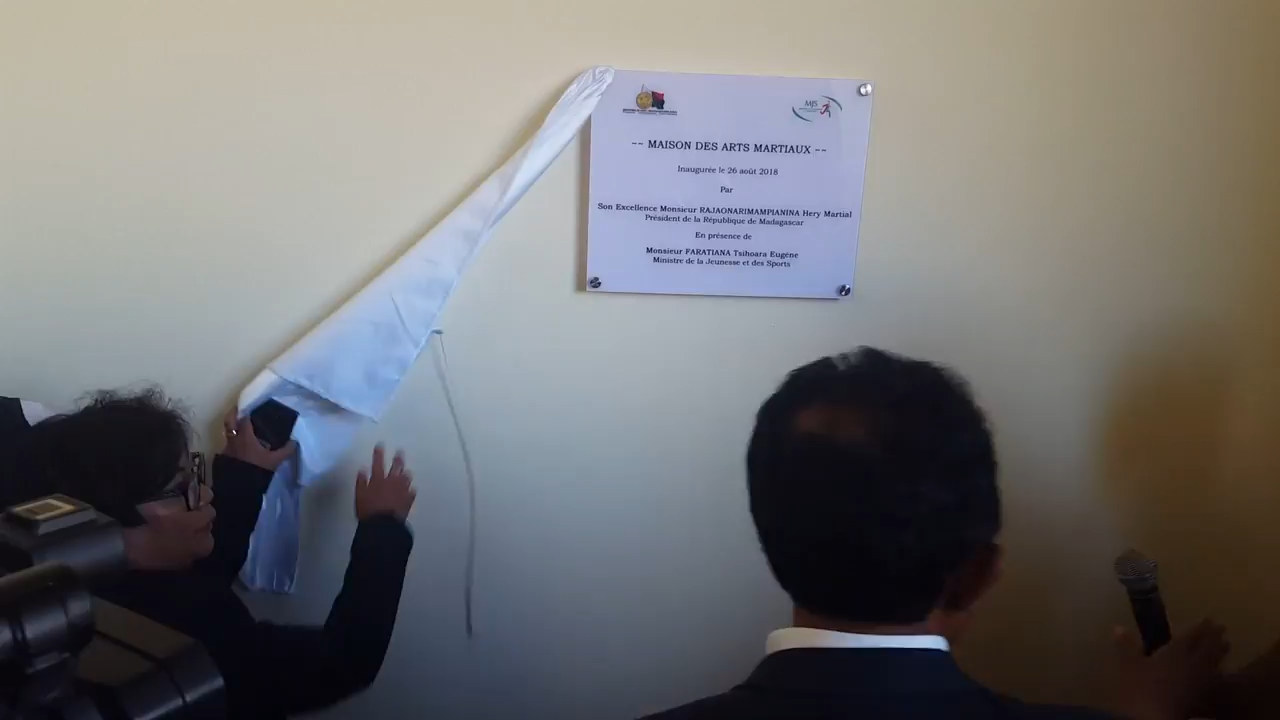 MJS
-- MAISON DES ARTS MARTIAUX --
Inaugurée le 26 août 2018
Par
Son Excellence Monsieur RAJAONARIMAMPIANINA Hery Martial
Président de la République de Madagascar
En présence de
Monsieur FARATIANA Tsihoara Eugène
Ministre de la Jeunesse et des Sports